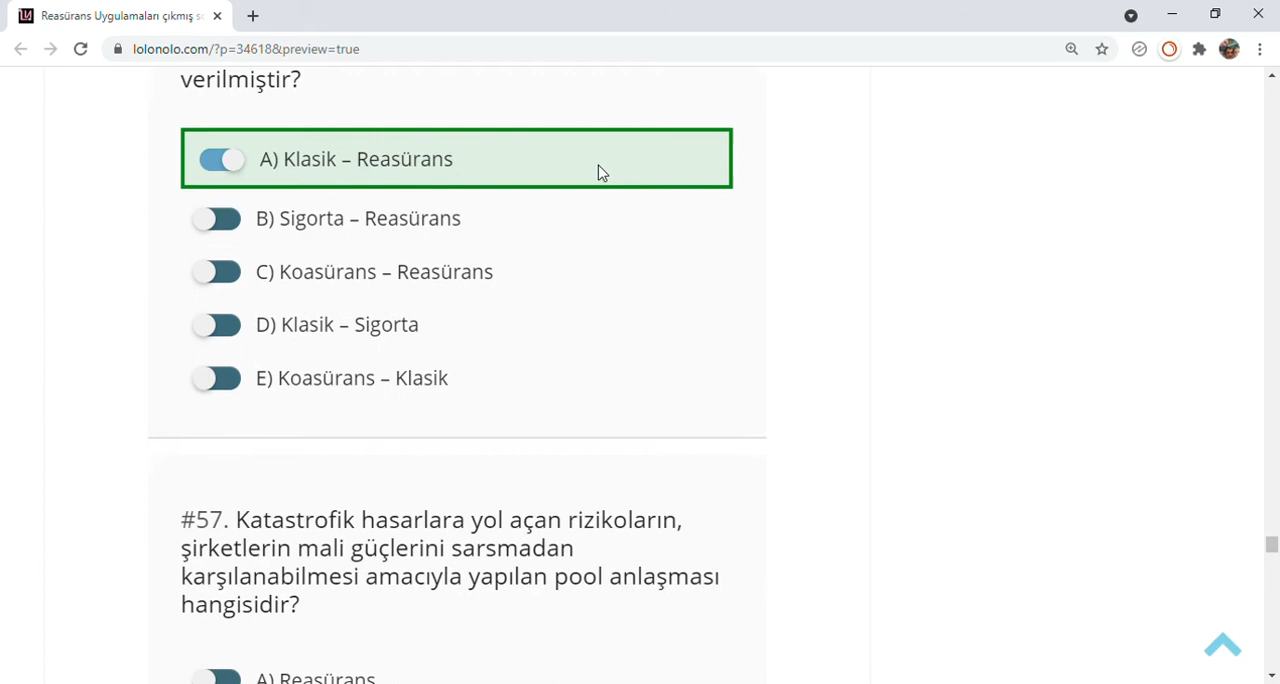 Reasürans Uygulamaları çıkmış so
lolonolo.com/?p=34618&preview=true
verilmiştir?
A) Klasik – Reasürans
B) Sigorta – Reasürans
C) Koasürans – Reasürans
D) Klasik – Sigorta
E) Koasürans – Klasik
#57. Katastrofik hasarlara yol açan rizikoların,
şirketlerin mali güçlerini sarsmadan
karşılanabilmesi amacıyla yapılan pool anlaşması
hangisidir?
A) Reasürans